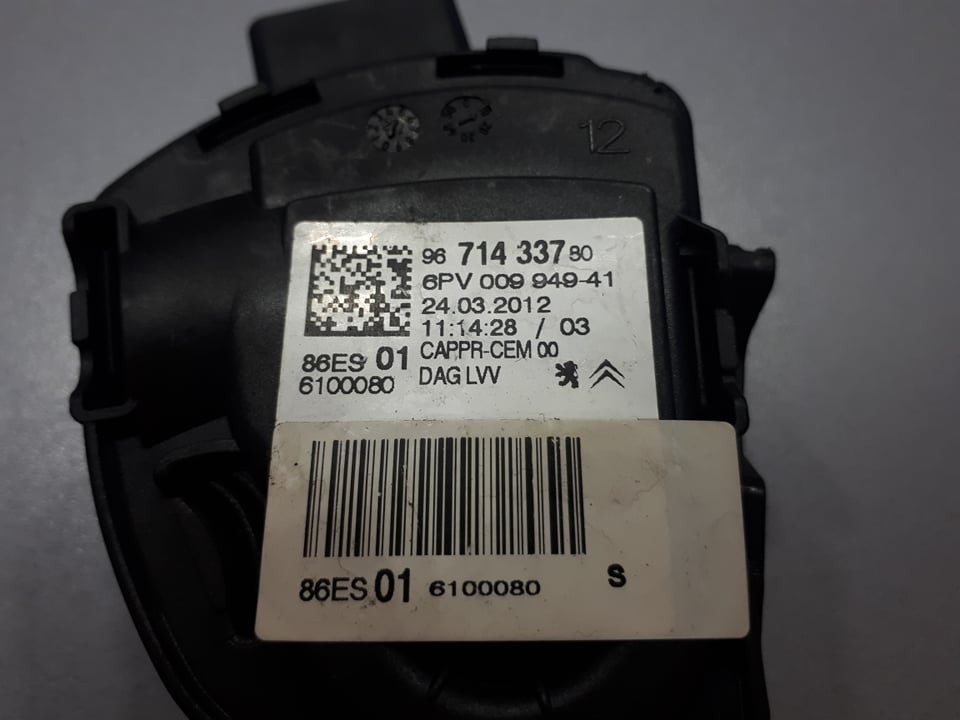 12
96 714 337 80
6PV 009 949-41
24.03.2012
11:14:28 / 03
CAPPR-CEM 00
DAG LVV
86ES 01
6100080
86ES 01 6100080 S